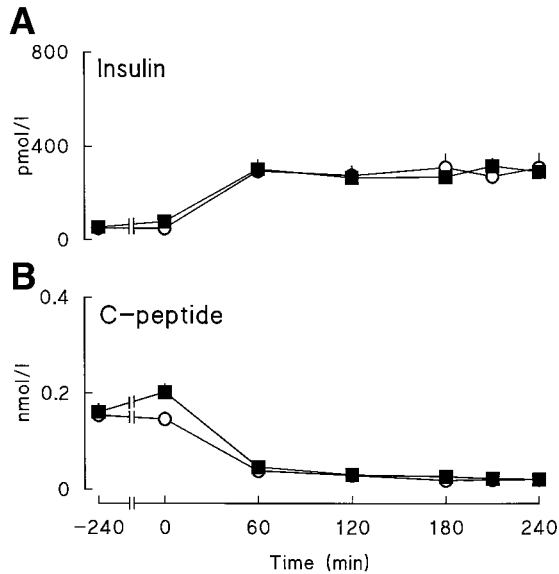 A
800
Insulin
400
pmol/l
0
B
0.4
C-peptide
0.2
nmol/l
0
-240 0 60 120 180 240
Time (min)